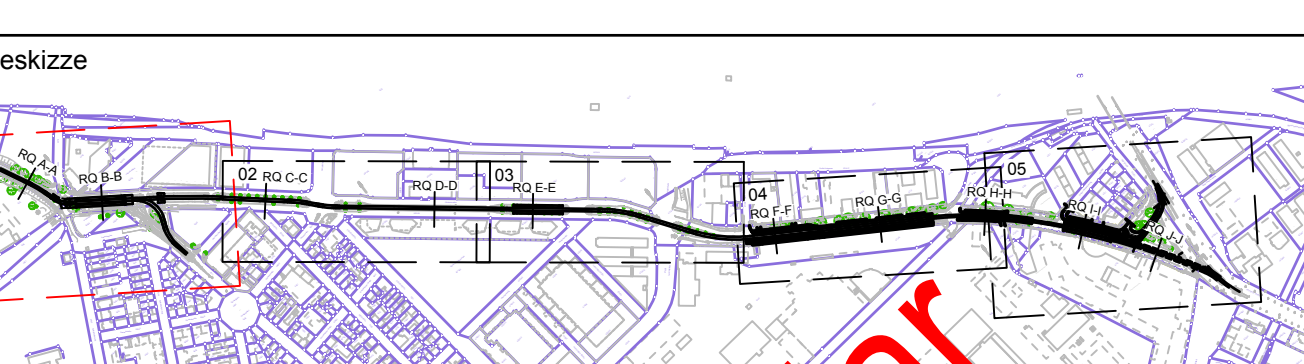 eskizze
RQ A-A
RQ B-B
02
RQ C-C
RQ D-D
03
RQ E-E
04
RQ F-F
RQ G-G
05
RQ H-H
RQ I-I
RQ J-J